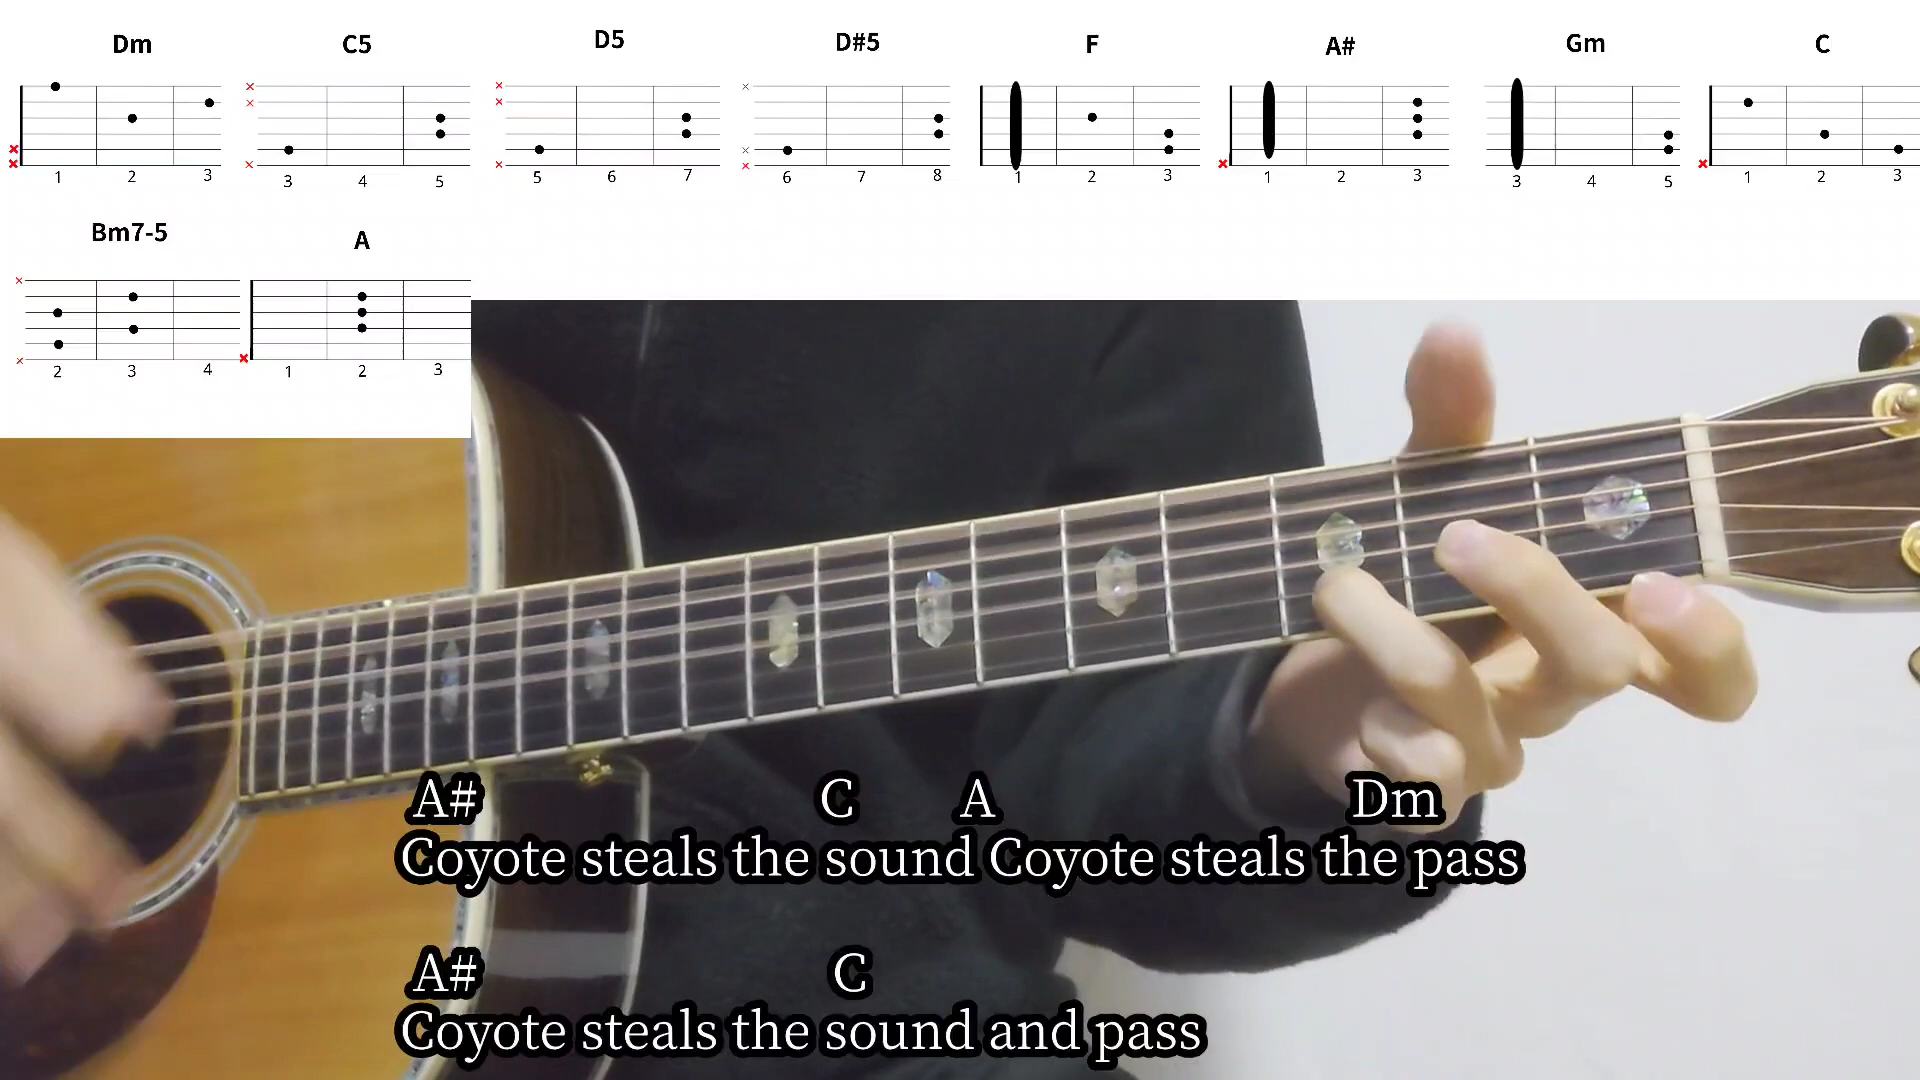 Dm C5 D5 D#5 F A# Gm C
1 2 3 3 4 5 5 6 7 6 7 8 1 2 3 1 2 3 3 4 5 1 2 3
Bm7-5 A
2 3 4 1 2 3
A# C A Dm
Coyote steals the sound Coyote steals the pass
A# C
Coyote steals the sound and pass